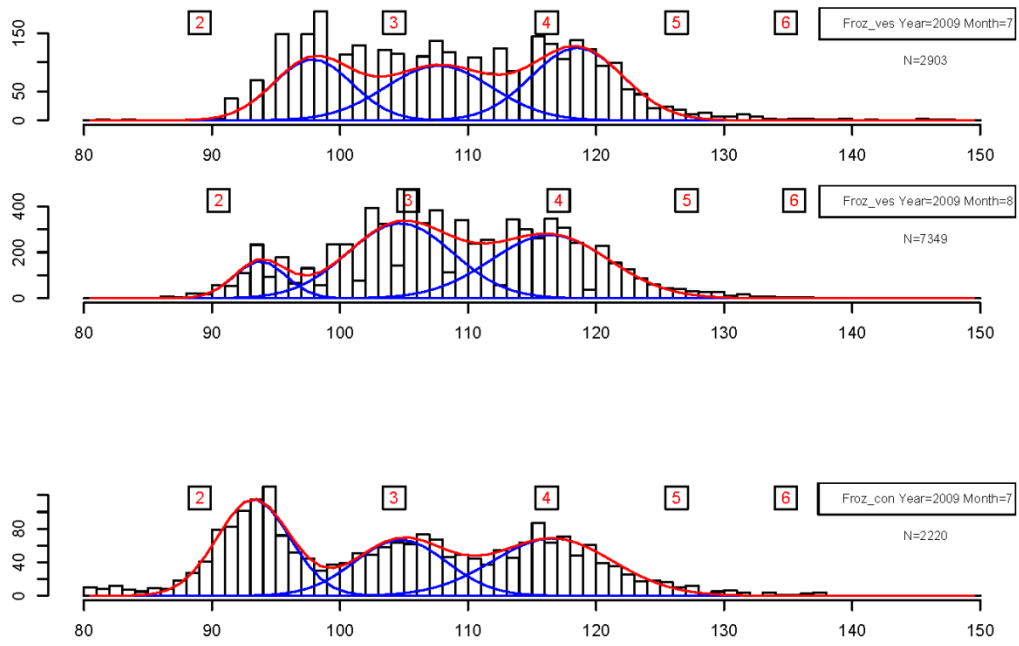 2 3 4 5 6 Froz_ves Year=2009 Month=7
N=2903
150
50
0
80 90 100 110 120 130 140 150
2 3 4 5 6 Froz_ves Year=2009 Month=8
N=7349
400
200
0
80 90 100 110 120 130 140 150
2 3 4 5 6 Froz_con Year=2009 Month=7
N=2220
80
40
0
80 90 100 110 120 130 140 150